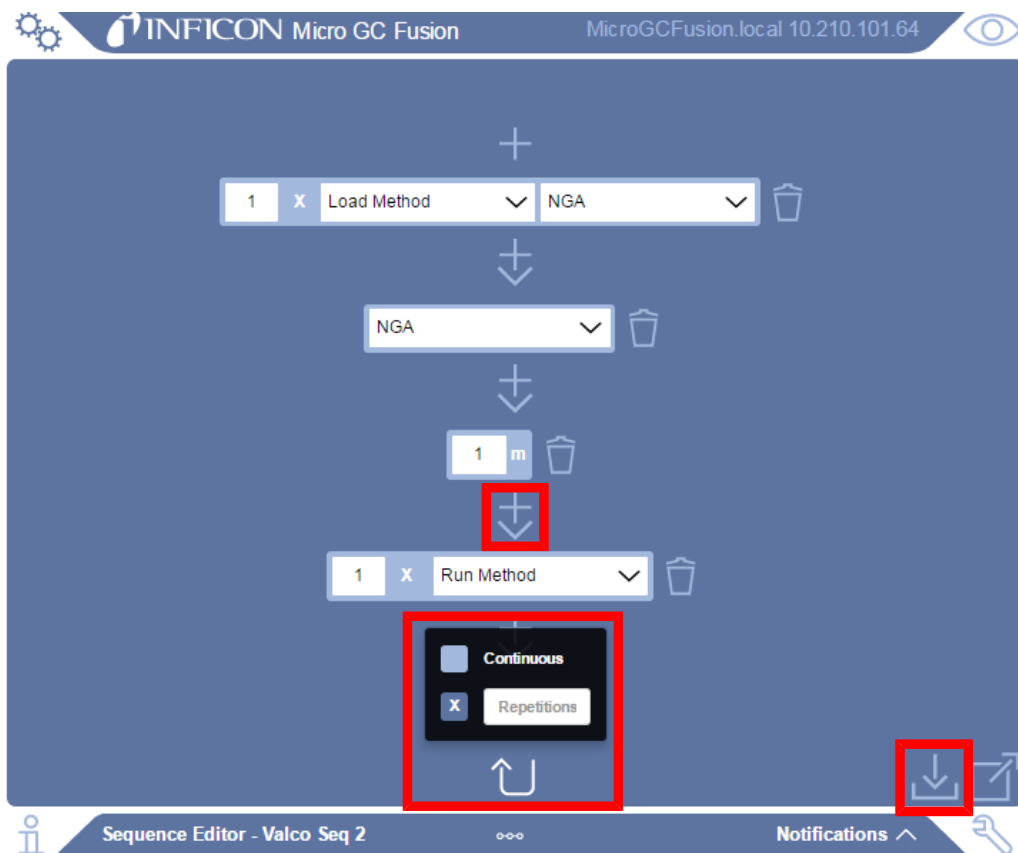 INFICON Micro GC Fusion
MicroGCFusion.local 10.210.101.64
1 X Load Method NGA
NGA
1 m
1 X Run Method
Continuous
X Repetitions
Sequence Editor - Valco Seq 2
Notifications